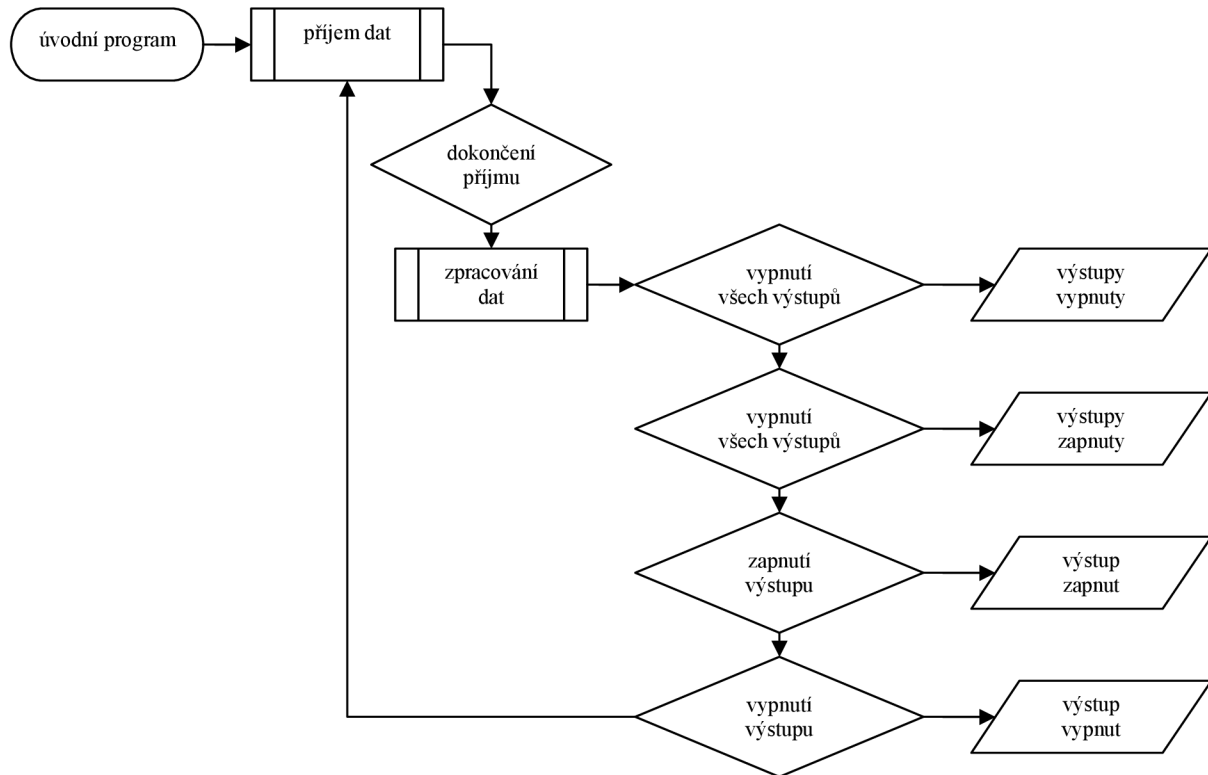 úvodní program
příjem dat
dokončení
příjmu
zpracování
dat
vypnutí
všech výstupů
výstupy
vypnuty
vypnutí
všech výstupů
výstupy
zapnuty
zapnutí
výstupu
výstup
zapnut
vypnutí
výstupu
výstup
vypnut